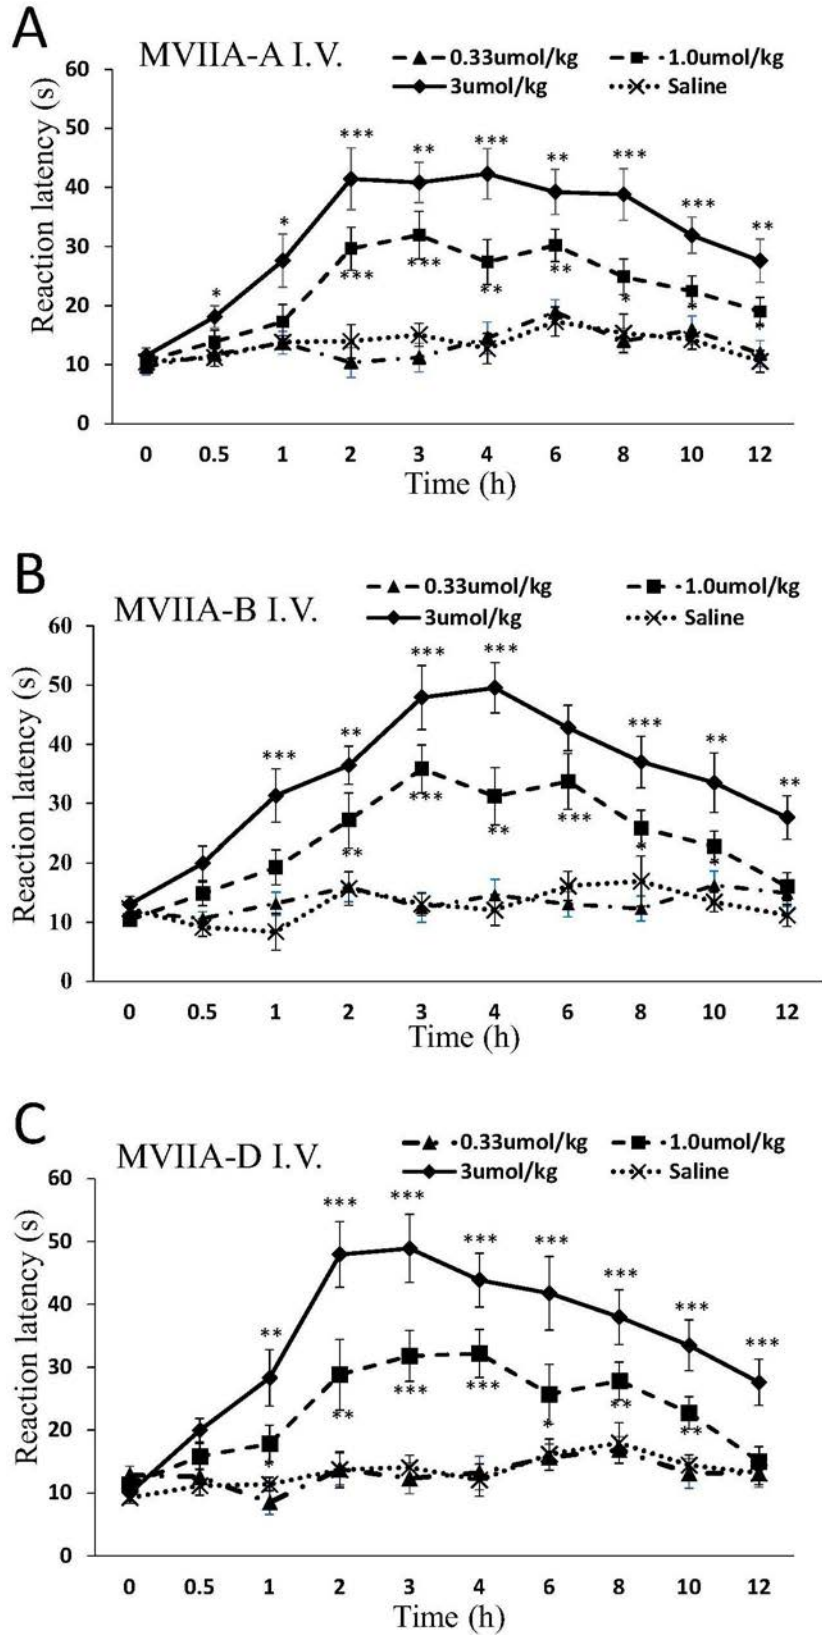 A
MVIIA-A I.V.
0.33umol/kg
1.0umol/kg
3umol/kg
Saline
Reaction latency (s)
60
50
40
30
20
10
0
*
*
***
**
***
**
***
***
**
***
***
**
**
*
*
*
0 0.5 1 2 3 4 6 8 10 12
Time (h)
B
MVIIA-B I.V.
0.33umol/kg
1.0umol/kg
3umol/kg
Saline
Reaction latency (s)
60
50
40
30
20
10
0
***
**
***
***
***
**
**
**
***
**
***
*
*
0 0.5 1 2 3 4 6 8 10 12
Time (h)
C
MVIIA-D I.V.
0.33umol/kg
1.0umol/kg
3umol/kg
Saline
Reaction latency (s)
60
50
40
30
20
10
0
**
***
***
***
***
***
***
***
*
**
***
***
*
**
**
0 0.5 1 2 3 4 6 8 10 12
Time (h)